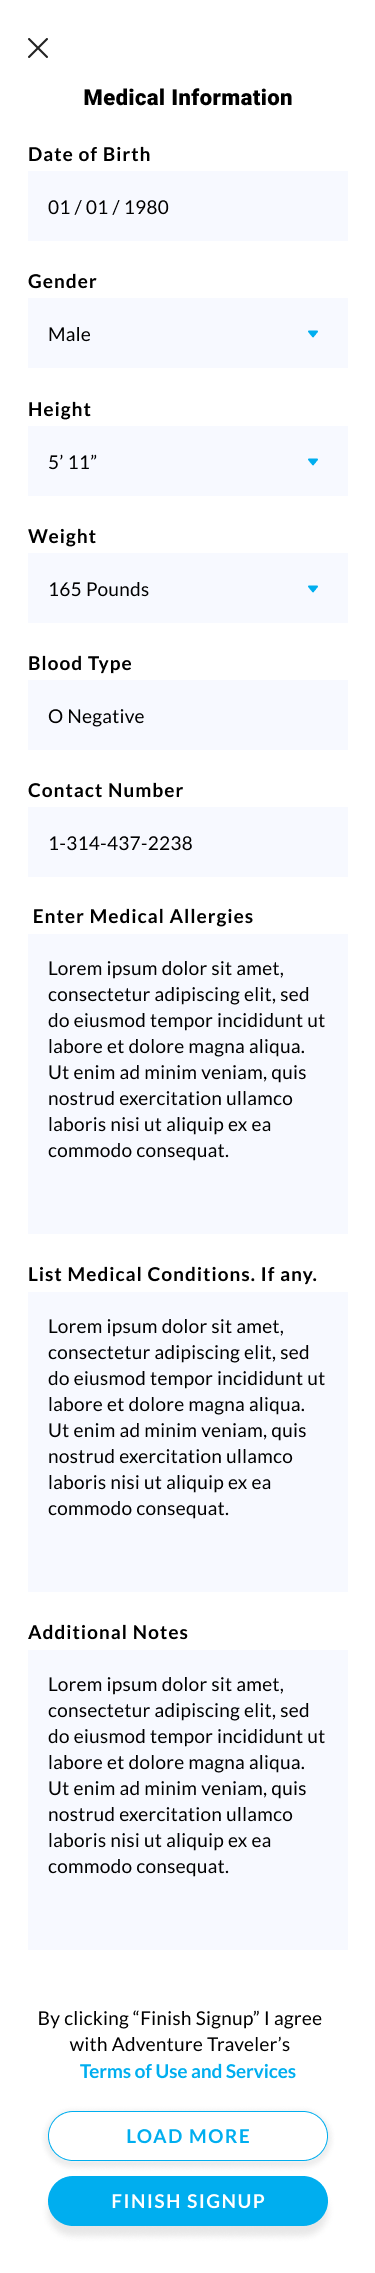 Medical Information
Date of Birth
01 / 01 / 1980
Gender
Male
Height
5’ 11”
Weight
165 Pounds
Blood Type
O Negative
Contact Number
1-314-437-2238
Enter Medical Allergies
Lorem ipsum dolor sit amet,
consectetur adipiscing elit, sed
do eiusmod tempor incididunt ut
labore et dolore magna aliqua.
Ut enim ad minim veniam, quis
nostrud exercitation ullamco
laboris nisi ut aliquip ex ea
commodo consequat.
List Medical Conditions. If any.
Lorem ipsum dolor sit amet,
consectetur adipiscing elit, sed
do eiusmod tempor incididunt ut
labore et dolore magna aliqua.
Ut enim ad minim veniam, quis
nostrud exercitation ullamco
laboris nisi ut aliquip ex ea
commodo consequat.
Additional Notes
Lorem ipsum dolor sit amet,
consectetur adipiscing elit, sed
do eiusmod tempor incididunt ut
labore et dolore magna aliqua.
Ut enim ad minim veniam, quis
nostrud exercitation ullamco
laboris nisi ut aliquip ex ea
commodo consequat.
By clicking “Finish Signup” I agree
with Adventure Traveler’s
Terms of Use and Services
LOAD MORE
FINISH SIGNUP